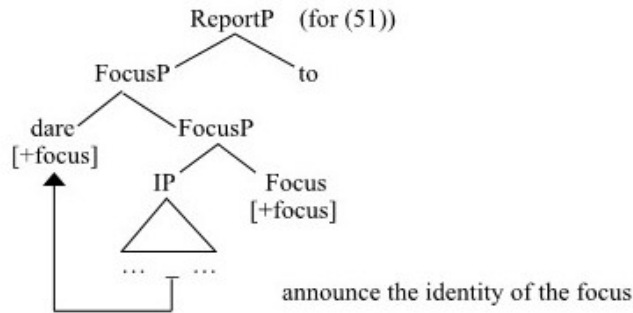 ReportP (for (51))
FocusP to
dare FocusP
[+focus]
IP Focus
[+focus]
... _ ...
announce the identity of the focus